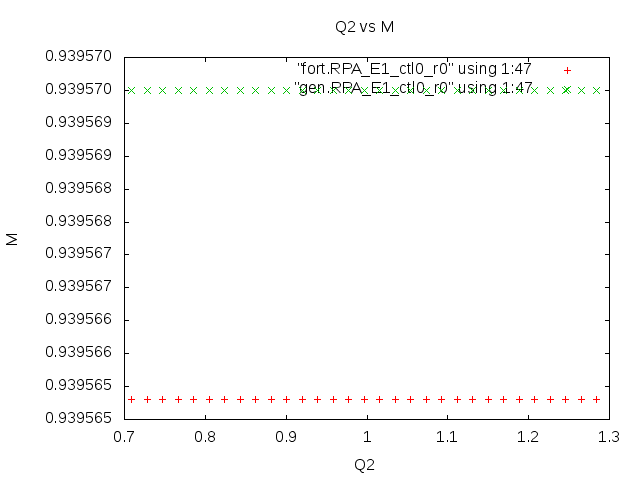 Q2 vs M
0.939570
"fort.RPA_E1_ctl0_r0" using 1:47
0.939570
"gen.RPA_E1_ctl0_r0" using 1:47
0.939569
0.939569
0.939568
0.939568
0.939567
0.939567
0.939566
0.939566
0.939565
0.939565
M
0.7 0.8 0.9 1 1.1 1.2 1.3
Q2